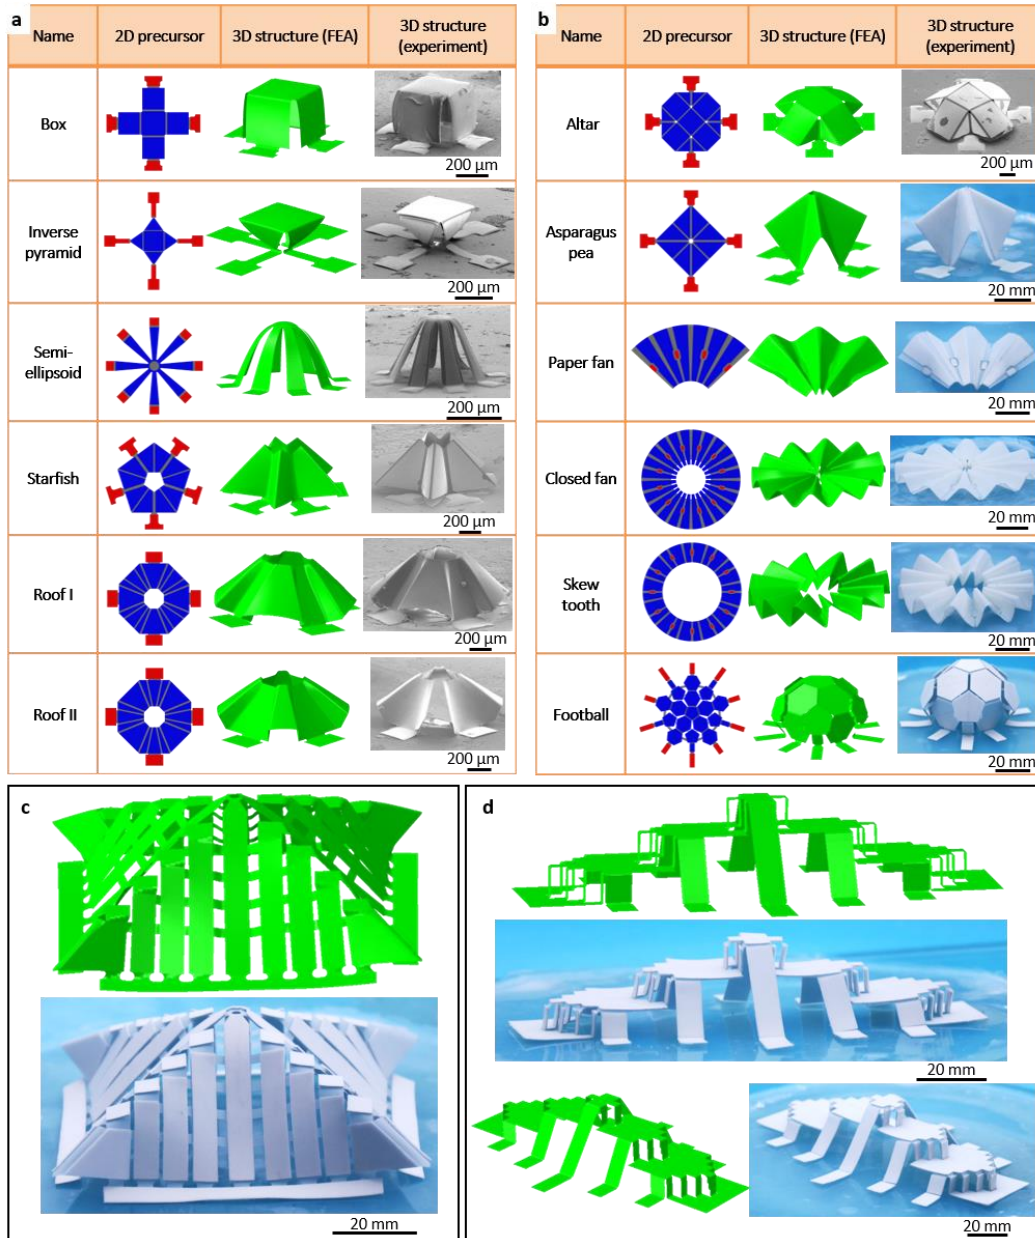 a
Name
2D precursor
3D structure (FEA)
3D structure
(experiment)
Box
200 µm
Inverse
pyramid
200 µm
Semi-
ellipsoid
200 µm
Starfish
200 µm
Roof I
200 µm
Roof II
200 µm
b
Name
2D precursor
3D structure (FEA)
3D structure
(experiment)
Altar
200 µm
Asparagus
pea
20 mm
Paper fan
20 mm
Closed fan
20 mm
Skew
tooth
20 mm
Football
20 mm
c
20 mm
d
20 mm
20 mm